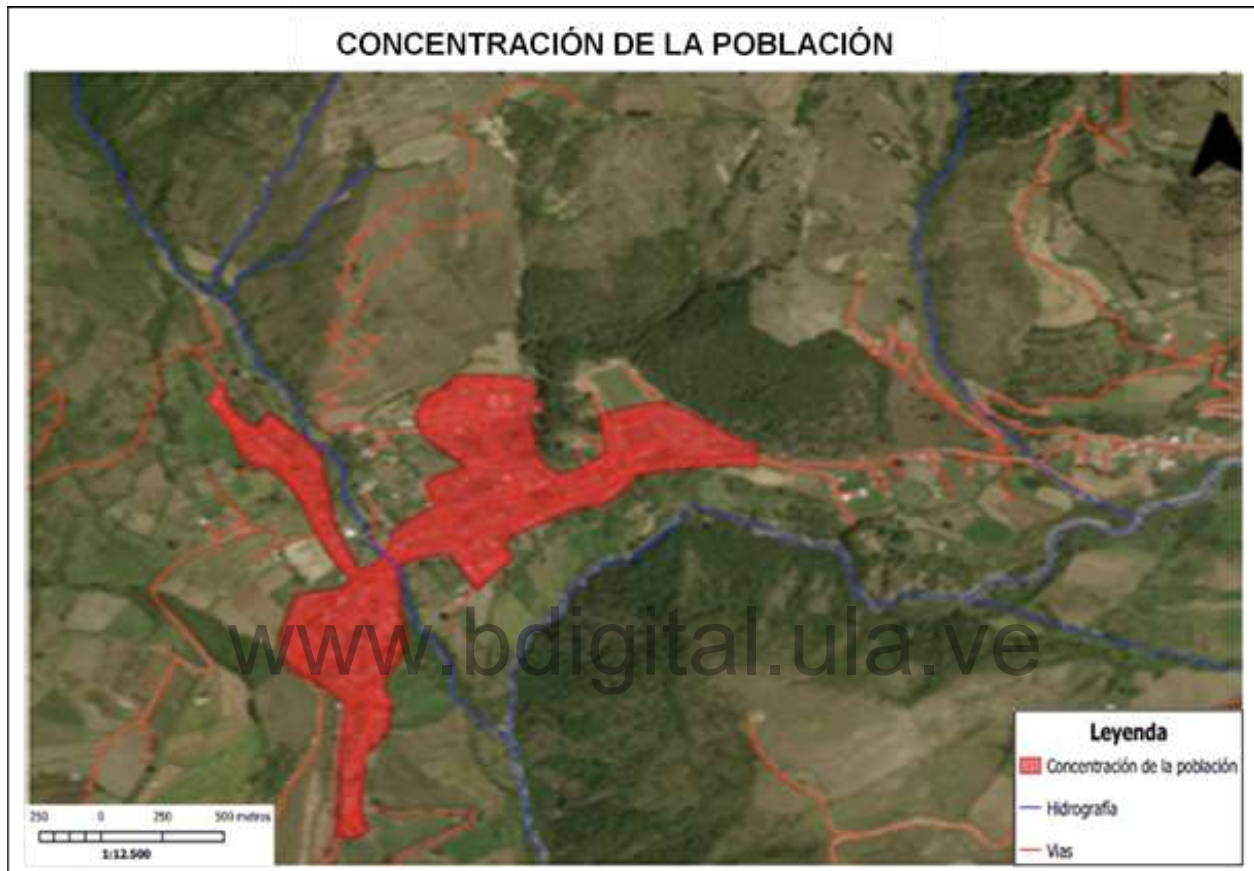 CONCENTRACIÓN DE LA POBLACIÓN
www.bdigital.ula.ve
Leyenda
Concentración de la población
Hidrografía
Vías
250 0 250 500 metros
1:12.500